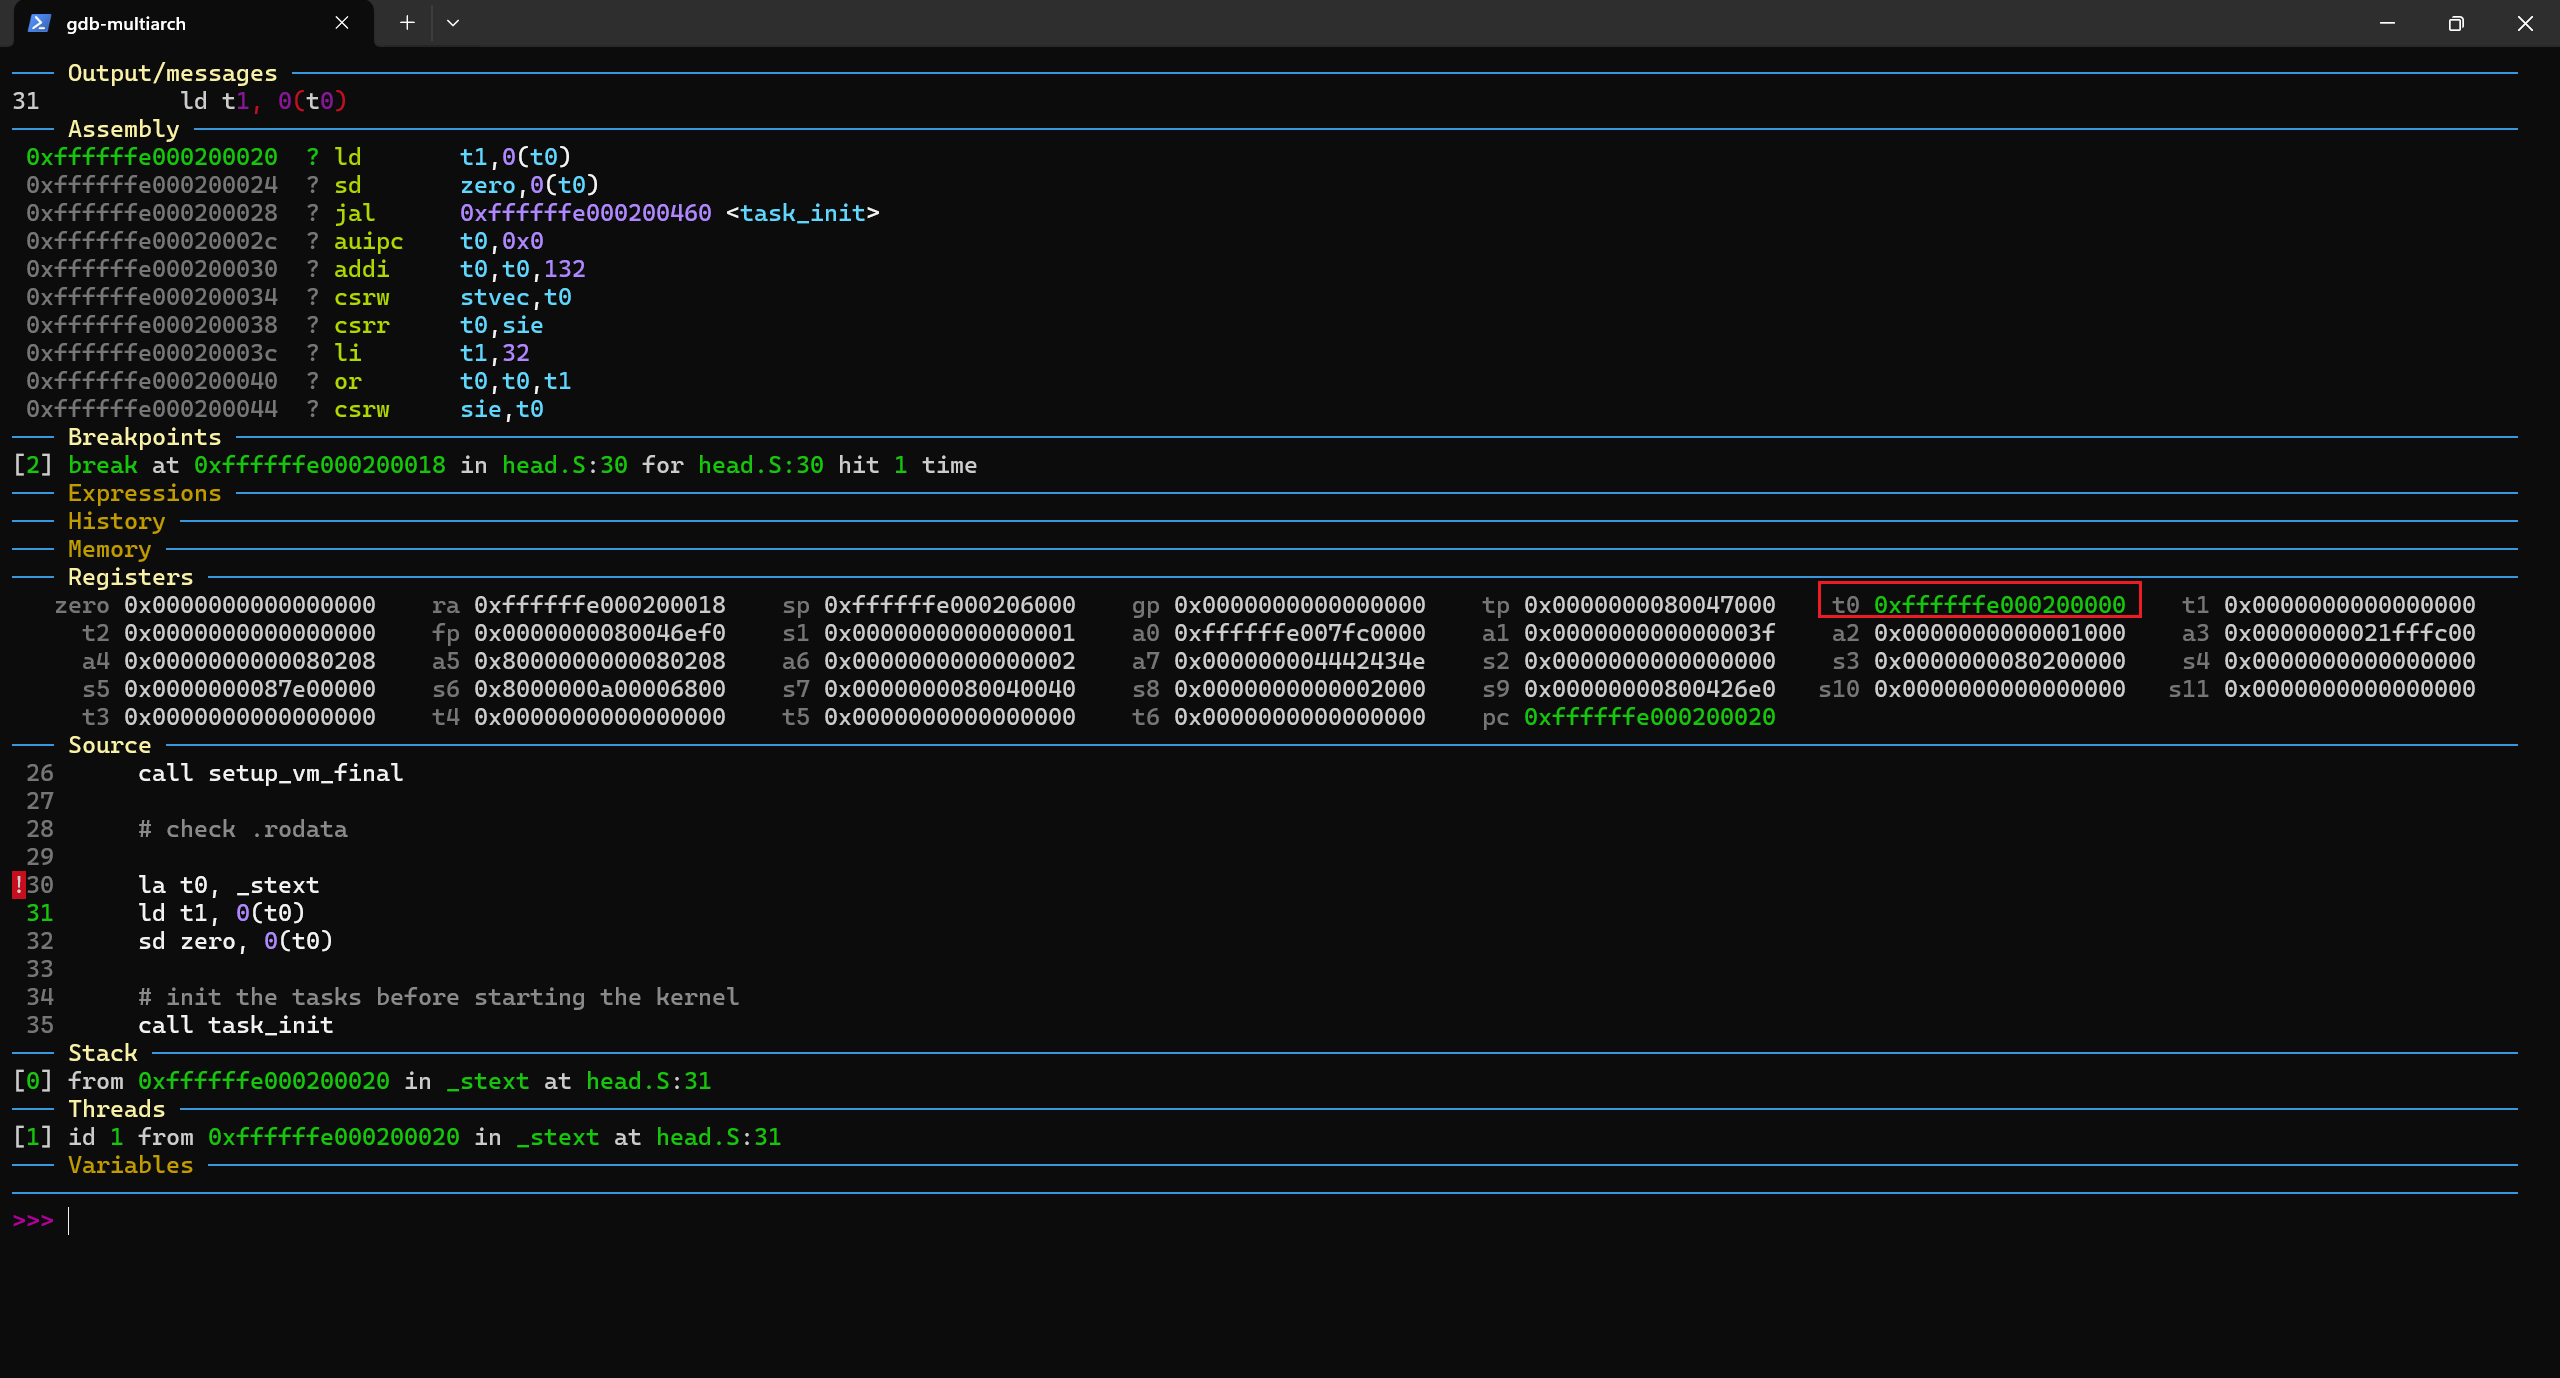 gdb-multiarch
Output/messages
31          ld t1, 0(t0)
Assembly
0xffffffe000200020  ? ld       t1,0(t0)
0xffffffe000200024  ? sd       zero,0(t0)
0xffffffe000200028  ? jal      0xffffffe000200460 <task_init>
0xffffffe00020002c  ? auipc    t0,0x0
0xffffffe000200030  ? addi     t0,t0,132
0xffffffe000200034  ? csrw     stvec,t0
0xffffffe000200038  ? csrr     t0,sie
0xffffffe00020003c  ? li       t1,32
0xffffffe000200040  ? or       t0,t0,t1
0xffffffe000200044  ? csrw     sie,t0
Breakpoints
[2] break at 0xffffffe000200018 in head.S:30 for head.S:30 hit 1 time
Expressions
History
Memory
Registers
zero 0x0000000000000000    ra 0xffffffe000200018    sp 0xffffffe000206000    gp 0x0000000000000000    tp 0x0000000080047000    t0 0xffffffe000200000    t1 0x0000000000000000
t2 0x0000000000000000    fp 0x0000000080046ef0    s1 0x0000000000000001    a0 0xffffffe007fc0000    a1 0x000000000000003f    a2 0x0000000000001000    a3 0x0000000021fffc00
a4 0x0000000000080208    a5 0x8000000000080208    a6 0x0000000000000002    a7 0x000000004442434e    s2 0x0000000000000000    s3 0x0000000080200000    s4 0x0000000000000000
s5 0x0000000087e00000    s6 0x8000000a00006800    s7 0x0000000080040040    s8 0x0000000000002000    s9 0x00000000800426e0    s10 0x0000000000000000    s11 0x0000000000000000
t3 0x0000000000000000    t4 0x0000000000000000    t5 0x0000000000000000    t6 0x0000000000000000    pc 0xffffffe000200020
Source
26      call setup_vm_final
27
28      # check .rodata
29
!30      la t0, _stext
31      ld t1, 0(t0)
32      sd zero, 0(t0)
33
34      # init the tasks before starting the kernel
35      call task_init
Stack
[0] from 0xffffffe000200020 in _stext at head.S:31
Threads
[1] id 1 from 0xffffffe000200020 in _stext at head.S:31
Variables
>>>